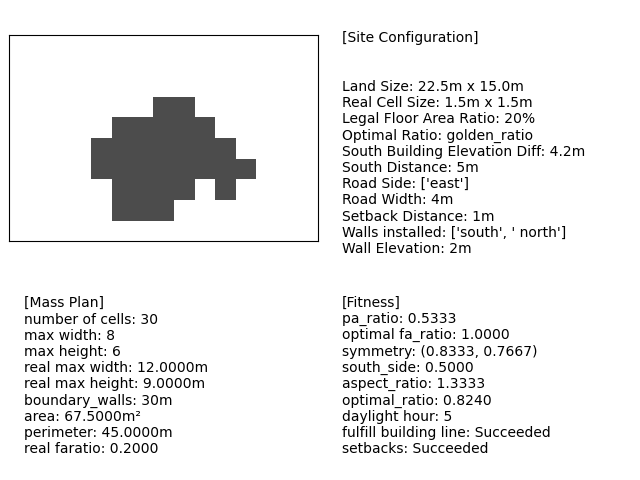 [Site Configuration]
Land Size: 22.5m x 15.0m
Real Cell Size: 1.5m x 1.5m
Legal Floor Area Ratio: 20%
Optimal Ratio: golden_ratio
South Building Elevation Diff: 4.2m
South Distance: 5m
Road Side: ['east']
Road Width: 4m
Setback Distance: 1m
Walls installed: ['south', ' north']
Wall Elevation: 2m
[Mass Plan]
number of cells: 30
max width: 8
max height: 6
real max width: 12.0000m
real max height: 9.0000m
boundary_walls: 30m
area: 67.5000m²
perimeter: 45.0000m
real faratio: 0.2000
[Fitness]
pa_ratio: 0.5333
optimal fa_ratio: 1.0000
symmetry: (0.8333, 0.7667)
south_side: 0.5000
aspect_ratio: 1.3333
optimal_ratio: 0.8240
daylight hour: 5
fulfill building line: Succeeded
setbacks: Succeeded